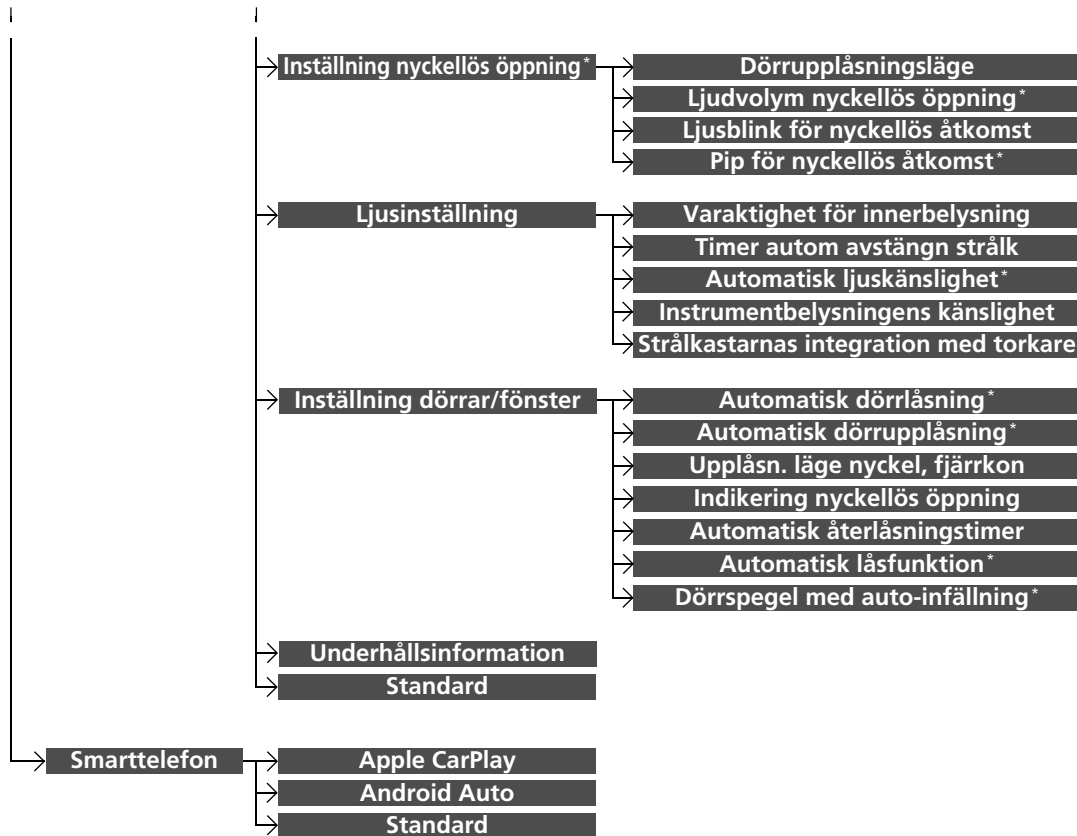 Inställning nyckellös öppning*
Dörrupplåsningsläge
Ljudvolym nyckellös öppning*
Ljusblink för nyckellös åtkomst
Pip för nyckellös åtkomst*
Ljusinställning
Varaktighet för innerbelysning
Timer autom avstängn strålk
Automatisk ljuskänslighet*
Instrumentbelysningens känslighet
Strålkastarnas integration med torkare
Inställning dörrar/fönster
Automatisk dörrlåsning*
Automatisk dörrupplåsning*
Upplåsn. läge nyckel, fjärrkon
Indikering nyckellös öppning
Automatisk återlåsningstimer
Automatisk låsfunktion*
Dörrspegel med auto-infällning*
Underhållsinformation
Standard
Smarttelefon
Apple CarPlay
Android Auto
Standard